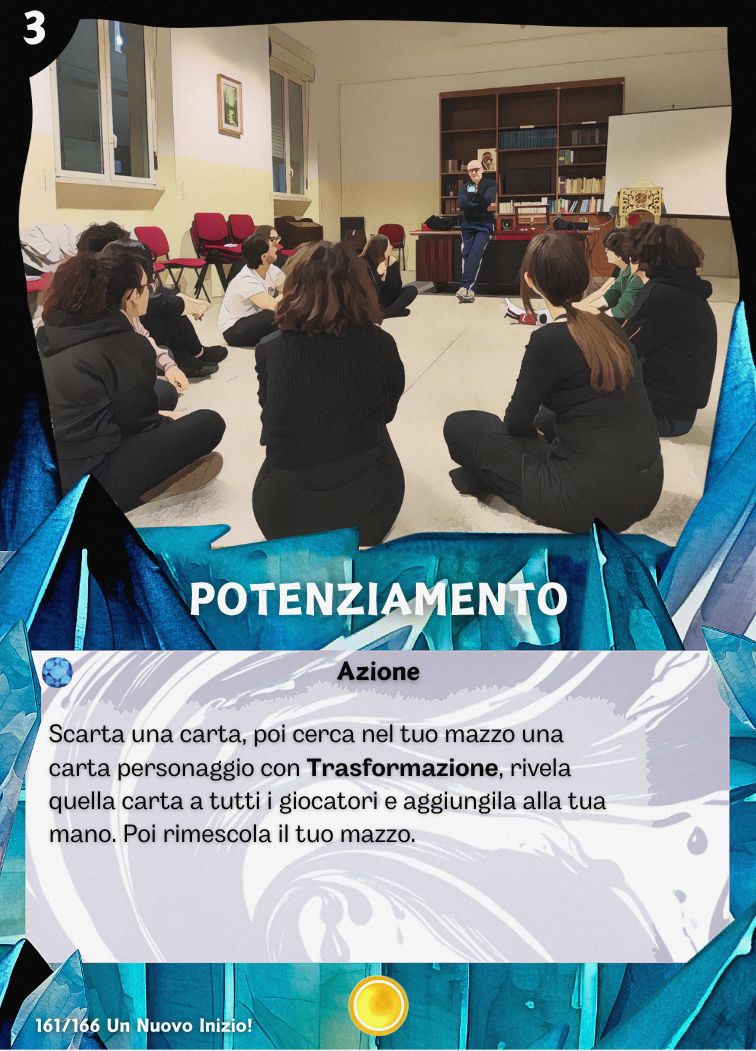 3
POTENZIAMENTO
Azione
Scarta una carta, poi cerca nel tuo mazzo una
carta personaggio con Trasformazione, rivela
quella carta a tutti i giocatori e aggiungila alla tua
mano. Poi rimescola il tuo mazzo.
161/166 Un Nuovo Inizio!